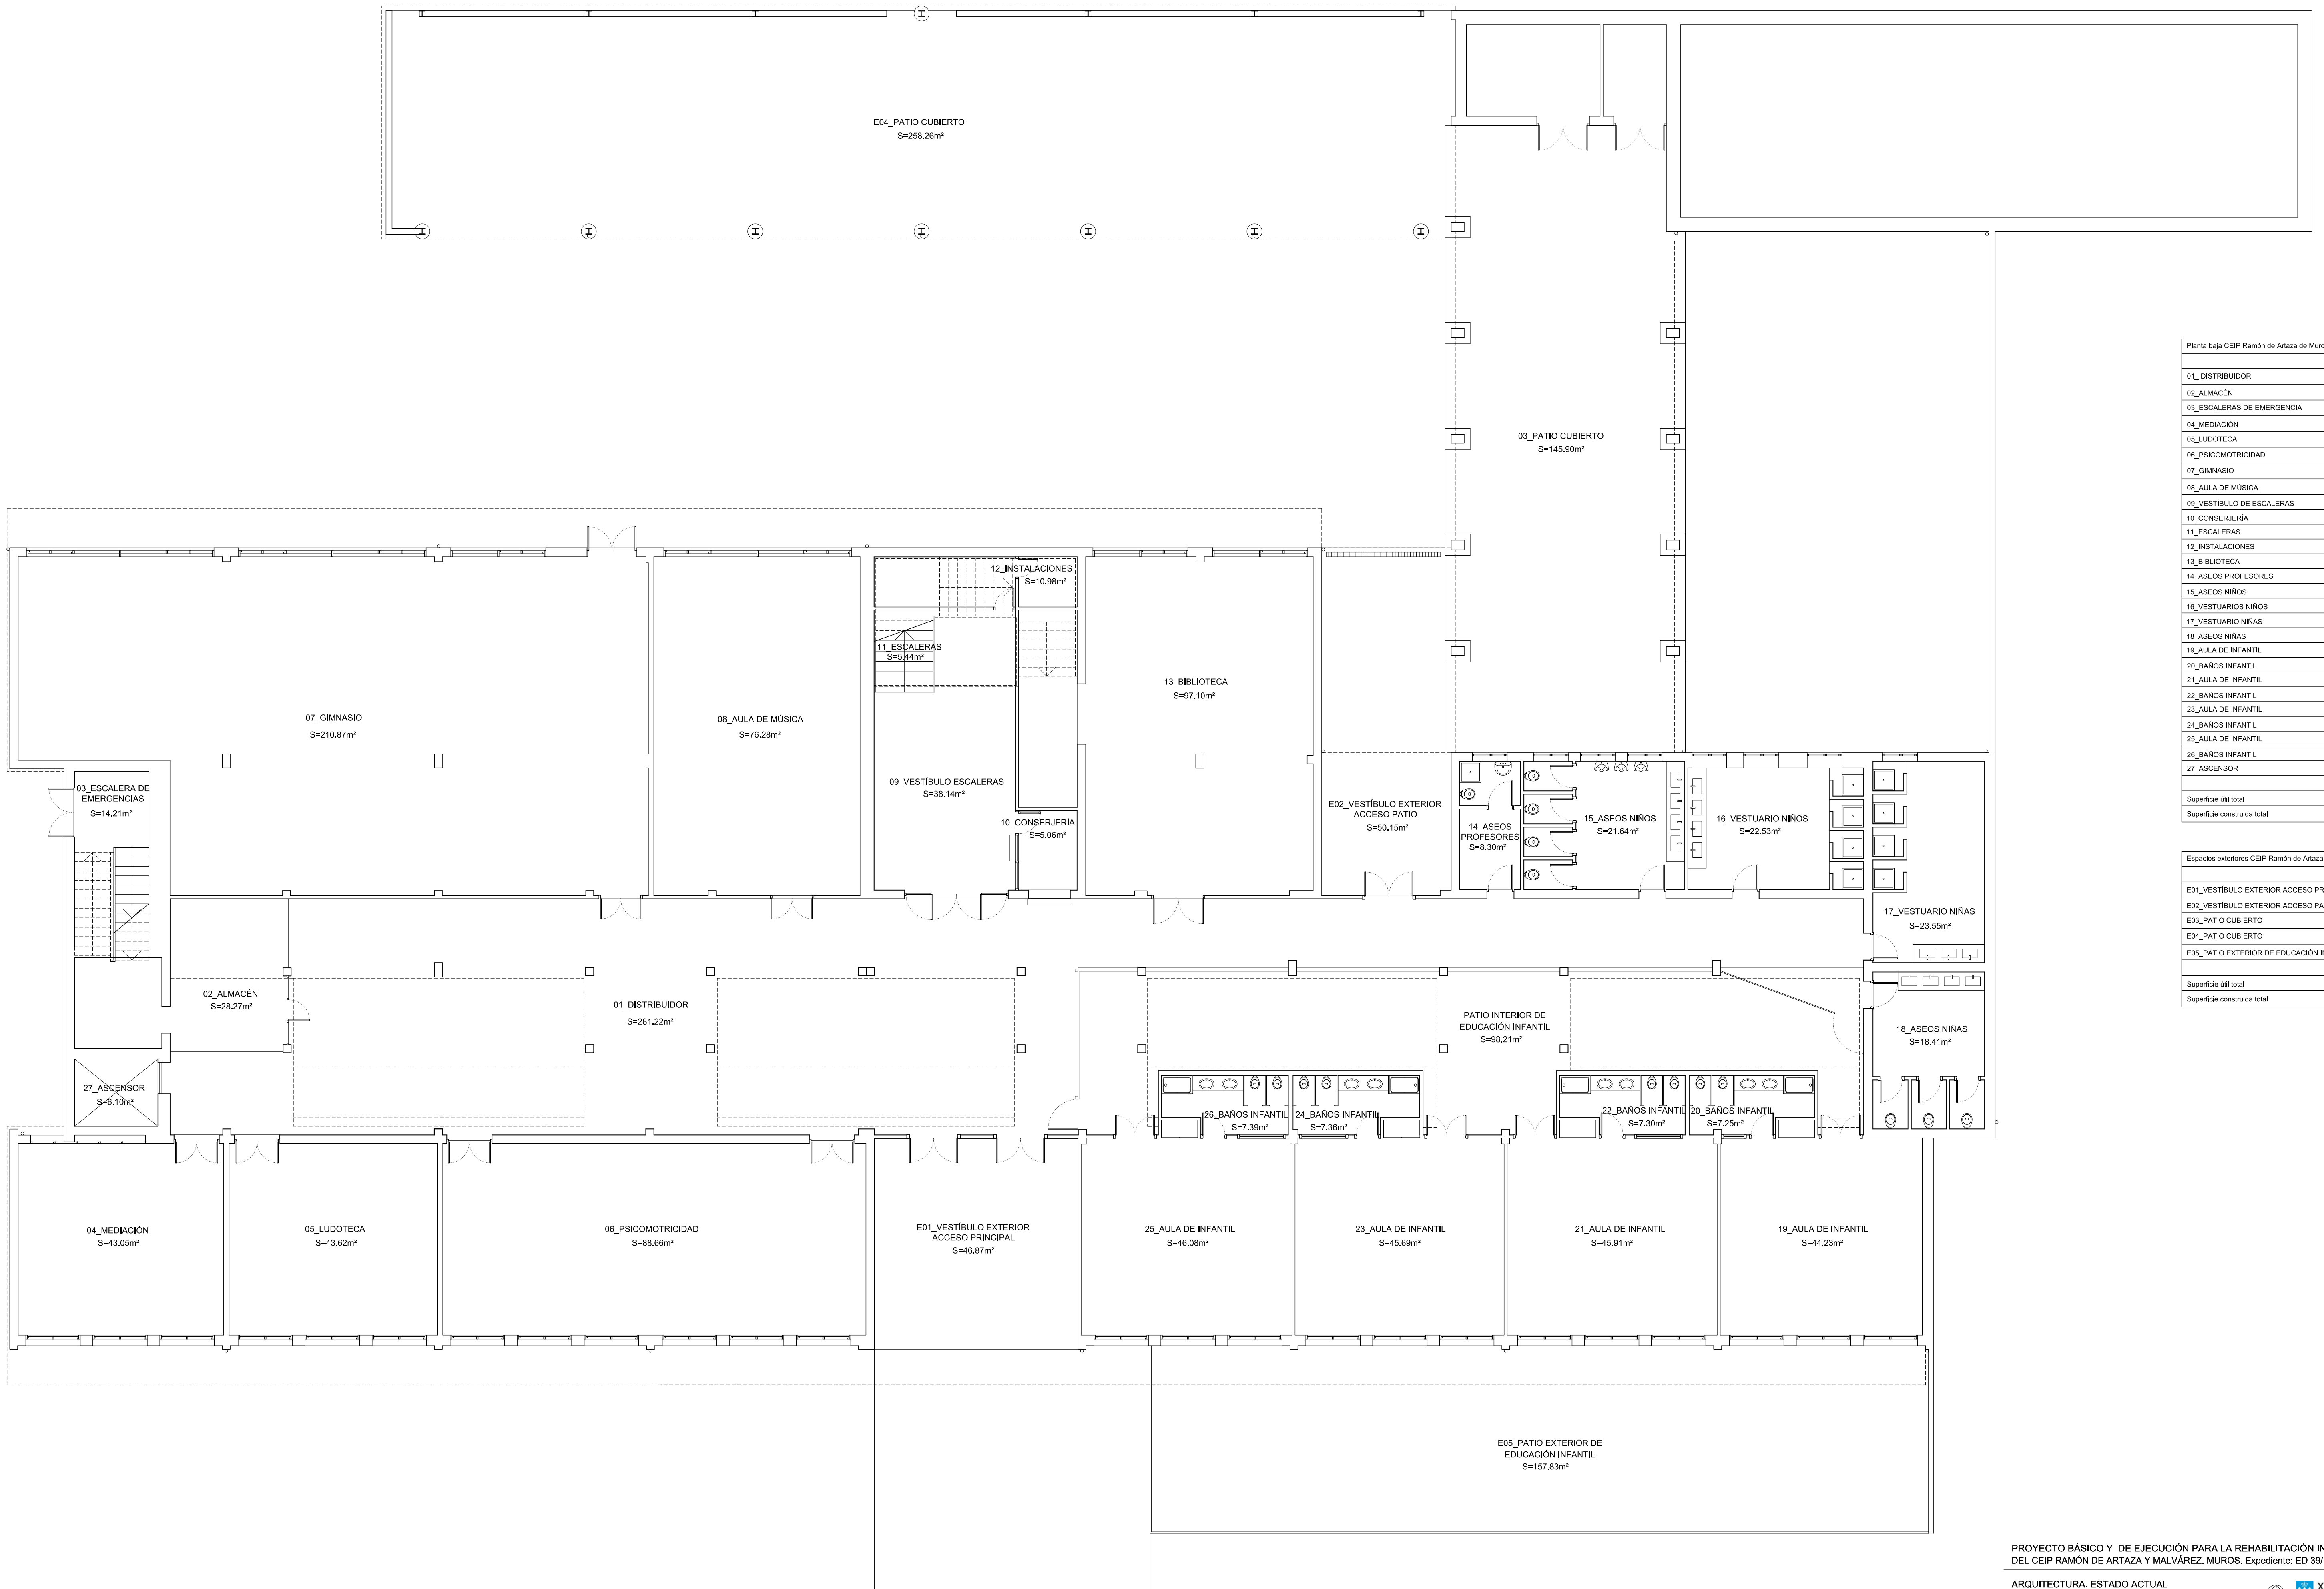 E04_PATIO CUBIERTO
S=258.26m²
03_PATIO CUBIERTO
S=145.90m²
12_INSTALACIONES
S=10.98m²
11_ESCALERAS
S=5.44m²
13_BIBLIOTECA
S=97.10m²
07_GIMNASIO
S=210.87m²
08_AULA DE MÚSICA
S=76.28m²
09_VESTÍBULO ESCALERAS
S=38.14m²
10_CONSERJERÍA
S=5.06m²
03_ESCALERA DE
EMERGENCIAS
S=14.21m²
E02_VESTÍBULO EXTERIOR
ACCESO PATIO
S=50.15m²
14_ASEOS
PROFESORES
S=8.30m²
15_ASEOS NIÑOS
S=21.64m²
16_VESTUARIO NIÑOS
S=22.53m²
17_VESTUARIO NIÑAS
S=23.55m²
02_ALMACÉN
S=28.27m²
01_DISTRIBUIDOR
S=281.22m²
PATIO INTERIOR DE
EDUCACIÓN INFANTIL
S=98.21m²
18_ASEOS NIÑAS
S=18.41m²
27_ASCENSOR
S=6.10m²
26_BAÑOS INFANTIL
S=7.39m²
24_BAÑOS INFANTIL
S=7.36m²
22_BAÑOS INFANTIL
S=7.30m²
20_BAÑOS INFANTIL
S=7.25m²
04_MEDIACIÓN
S=43.05m²
05_LUDOTECA
S=43.62m²
06_PSICOMOTRICIDAD
S=88.66m²
E01_VESTÍBULO EXTERIOR
ACCESO PRINCIPAL
S=46.87m²
25_AULA DE INFANTIL
S=46.08m²
23_AULA DE INFANTIL
S=45.69m²
21_AULA DE INFANTIL
S=45.91m²
19_AULA DE INFANTIL
S=44.23m²
E05_PATIO EXTERIOR DE
EDUCACIÓN INFANTIL
S=157.83m²
Planta baja CEIP Ramón de Artaza de Muro
01_ DISTRIBUIDOR
02_ALMACÉN
03_ESCALERAS DE EMERGENCIA
04_MEDIACIÓN
05_LUDOTECA
06_PSICOMOTRICIDAD
07_GIMNASIO
08_AULA DE MÚSICA
09_VESTÍBULO DE ESCALERAS
10_CONSERJERÍA
11_ESCALERAS
12_INSTALACIONES
13_BIBLIOTECA
14_ASEOS PROFESORES
15_ASEOS NIÑOS
16_VESTUARIOS NIÑOS
17_VESTUARIO NIÑAS
18_ASEOS NIÑAS
19_AULA DE INFANTIL
20_BAÑOS INFANTIL
21_AULA DE INFANTIL
22_BAÑOS INFANTIL
23_AULA DE INFANTIL
24_BAÑOS INFANTIL
25_AULA DE INFANTIL
26_BAÑOS INFANTIL
27_ASCENSOR
Superficie útil total
Superficie construida total
Espacios exteriores CEIP Ramón de Artaza
E01_VESTÍBULO EXTERIOR ACCESO PR
E02_VESTÍBULO EXTERIOR ACCESO PA
E03_PATIO CUBIERTO
E04_PATIO CUBIERTO
E05_PATIO EXTERIOR DE EDUCACIÓN I
Superficie útil total
Superficie construida total
PROYECTO BÁSICO Y DE EJECUCIÓN PARA LA REHABILITACIÓN IN
DEL CEIP RAMÓN DE ARTAZA Y MALVÁREZ. MUROS. Expediente: ED 39/
ARQUITECTURA. ESTADO ACTUAL